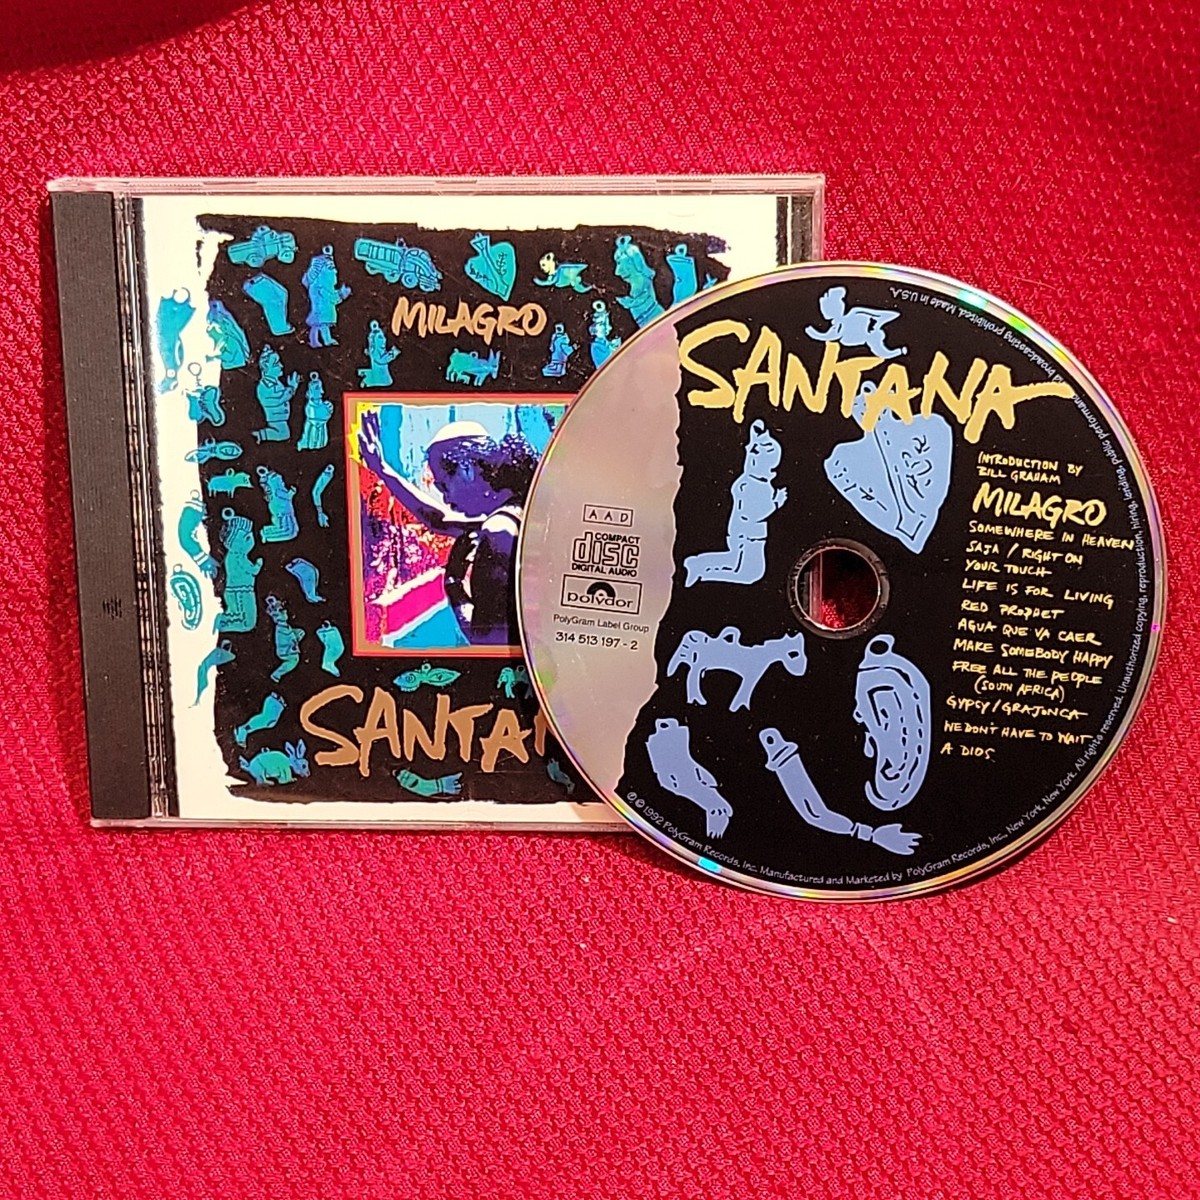 MILAGRO
SANTAN
SANTANA
INTRODUCTION BY
BILL GRAHAM
MILAGRO
SOMEWHERE IN HEAVEN
SAJA / RIGHT ON
YOUR TOUCH
LIFE IS FOR LIVING
RED PROPHET
AGUA QUE VA CAER
MAKE SOMEBODY HAPPY
FREE ALL THE PEOPLE
(SOUTH AFRICA)
GYPSY / GRAJONCA
WE DON'T HAVE TO WAIT
A DIOS
AAD
COMPACT
disc
DIGITAL AUDIO
polydor
PolyGram Label Group
314 513 197 - 2
℗ © 1992 PolyGram Records, Inc. Manufactured and Marketed by PolyGram Records, Inc., New York, New York. All rights reserved. Unauthorized copying, reproduction, hiring, lending, public performance and broadcasting prohibited. Made in U.S.A.